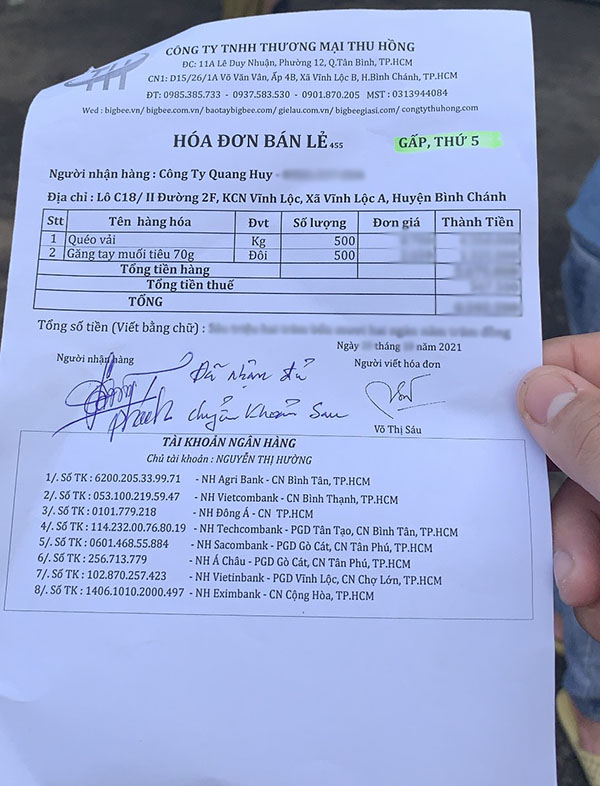 CÔNG TY TNHH THƯƠNG MẠI THU HỒNG
ĐC: 11A Lê Duy Nhuận, Phường 12, Q.Tân Bình, TP.HCM
CN1: D15/26/1A Võ Văn Vân, Ấp 4B, Xã Vĩnh Lộc B, H.Bình Chánh, TP.HCM
ĐT: 0985.385.733 - 0937.583.530 - 0901.870.205 MST : 0313944084
Wed : bigbee.vn/ bigbee.com.vn/ baotaybigbee.com/ gielau.com.vn/ bigbeegiasi.com/ congtythuhong.com
HÓA ĐƠN BÁN LẺ 455
GẤP, THỨ 5
Người nhận hàng : Công Ty Quang Huy -
Địa chỉ : Lô C18/ II Đường 2F, KCN Vĩnh Lộc, Xã Vĩnh Lộc A, Huyện Bình Chánh
Stt Tên hàng hóa Đvt Số lượng Đơn giá Thành Tiền
1 Quéo vải Kg 500
2 Găng tay muối tiêu 70g Đôi 500
Tổng tiền hàng
Tổng tiền thuế
TỔNG
Tổng số tiền (Viết bằng chữ) :
Ngày tháng 2021
Người nhận hàng Người viết hóa đơn
Đã nhận đủ
chuyển khoản sau
Võ Thị Sáu
TÀI KHOẢN NGÂN HÀNG
Chủ tài khoản : NGUYỄN THỊ HƯỜNG
1/. Số TK : 6200.205.33.99.71 - NH Agri Bank - CN Bình Tân, TP.HCM
2/. Số TK : 053.100.219.59.47 - NH Vietcombank - CN Bình Thạnh, TP.HCM
3/. Số TK : 0101.779.218 - NH Đông Á - CN TP.HCM
4/. Số TK : 114.232.00.76.80.19 - NH Techcombank - PGD Tân Tạo, CN Bình Tân, TP.HCM
5/. Số TK : 0601.468.55.884 - NH Sacombank - PGD Gò Cát, CN Tân Phú, TP.HCM
6/. Số TK : 256.713.779 - NH Á Châu - PGD Gò Cát, CN Tân Phú, TP.HCM
7/. Số TK : 102.870.257.423 - NH Vietinbank - PGD Vĩnh Lộc, CN Chợ Lớn, TP.HCM
8/. Số TK : 1406.1010.2000.497 - NH Eximbank - CN Cộng Hòa, TP.HCM